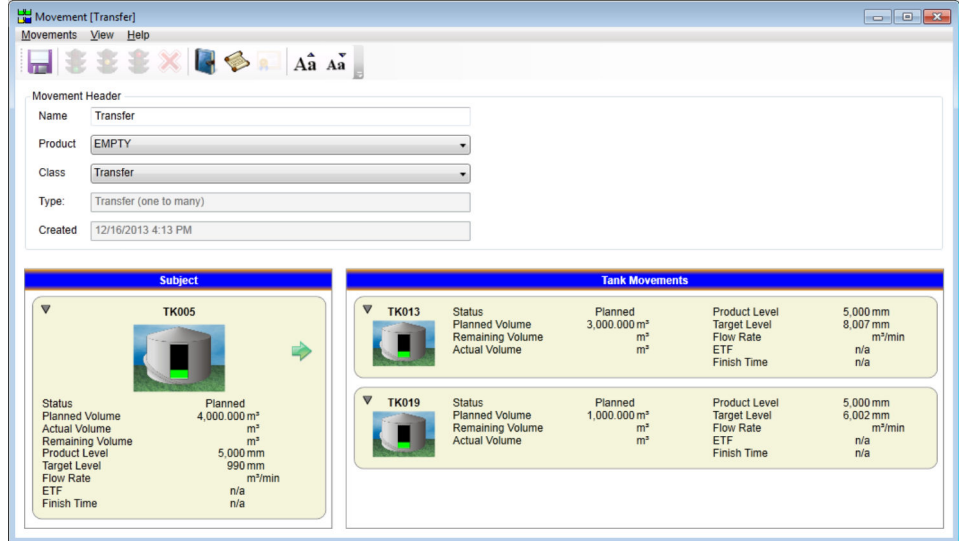 Movement [Transfer]
Movements View Help
Aâ Aǎ
Movement Header
Name Transfer
Product EMPTY
Class Transfer
Type: Transfer (one to many)
Created 12/16/2013 4:13 PM
Subject
TK005
Status Planned
Planned Volume 4,000.000 m³
Actual Volume m³
Remaining Volume m³
Product Level 5,000 mm
Target Level 990 mm
Flow Rate m³/min
ETF n/a
Finish Time n/a
Tank Movements
TK013
Status Planned Product Level 5,000 mm
Planned Volume 3,000.000 m³ Target Level 8,007 mm
Remaining Volume m³ Flow Rate m³/min
Actual Volume m³ ETF n/a
Finish Time n/a
TK019
Status Planned Product Level 5,000 mm
Planned Volume 1,000.000 m³ Target Level 6,002 mm
Remaining Volume m³ Flow Rate m³/min
Actual Volume m³ ETF n/a
Finish Time n/a